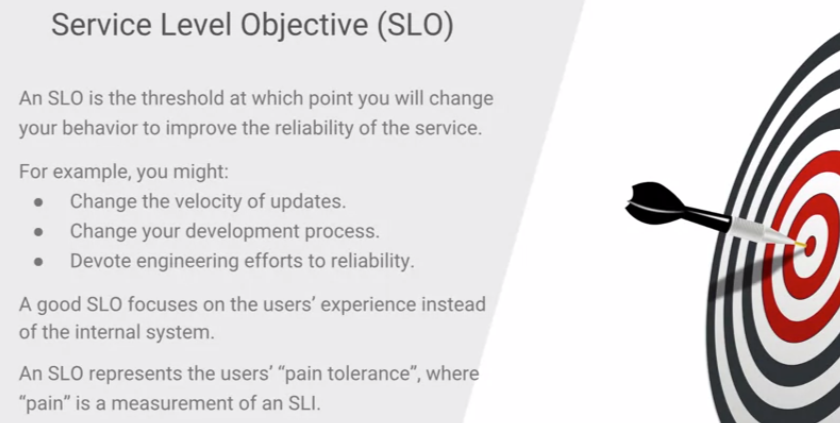 Service Level Objective (SLO)
An SLO is the threshold at which point you will change
your behavior to improve the reliability of the service.
For example, you might:
● Change the velocity of updates.
● Change your development process.
● Devote engineering efforts to reliability.
A good SLO focuses on the users’ experience instead
of the internal system.
An SLO represents the users’ “pain tolerance”, where
“pain” is a measurement of an SLI.